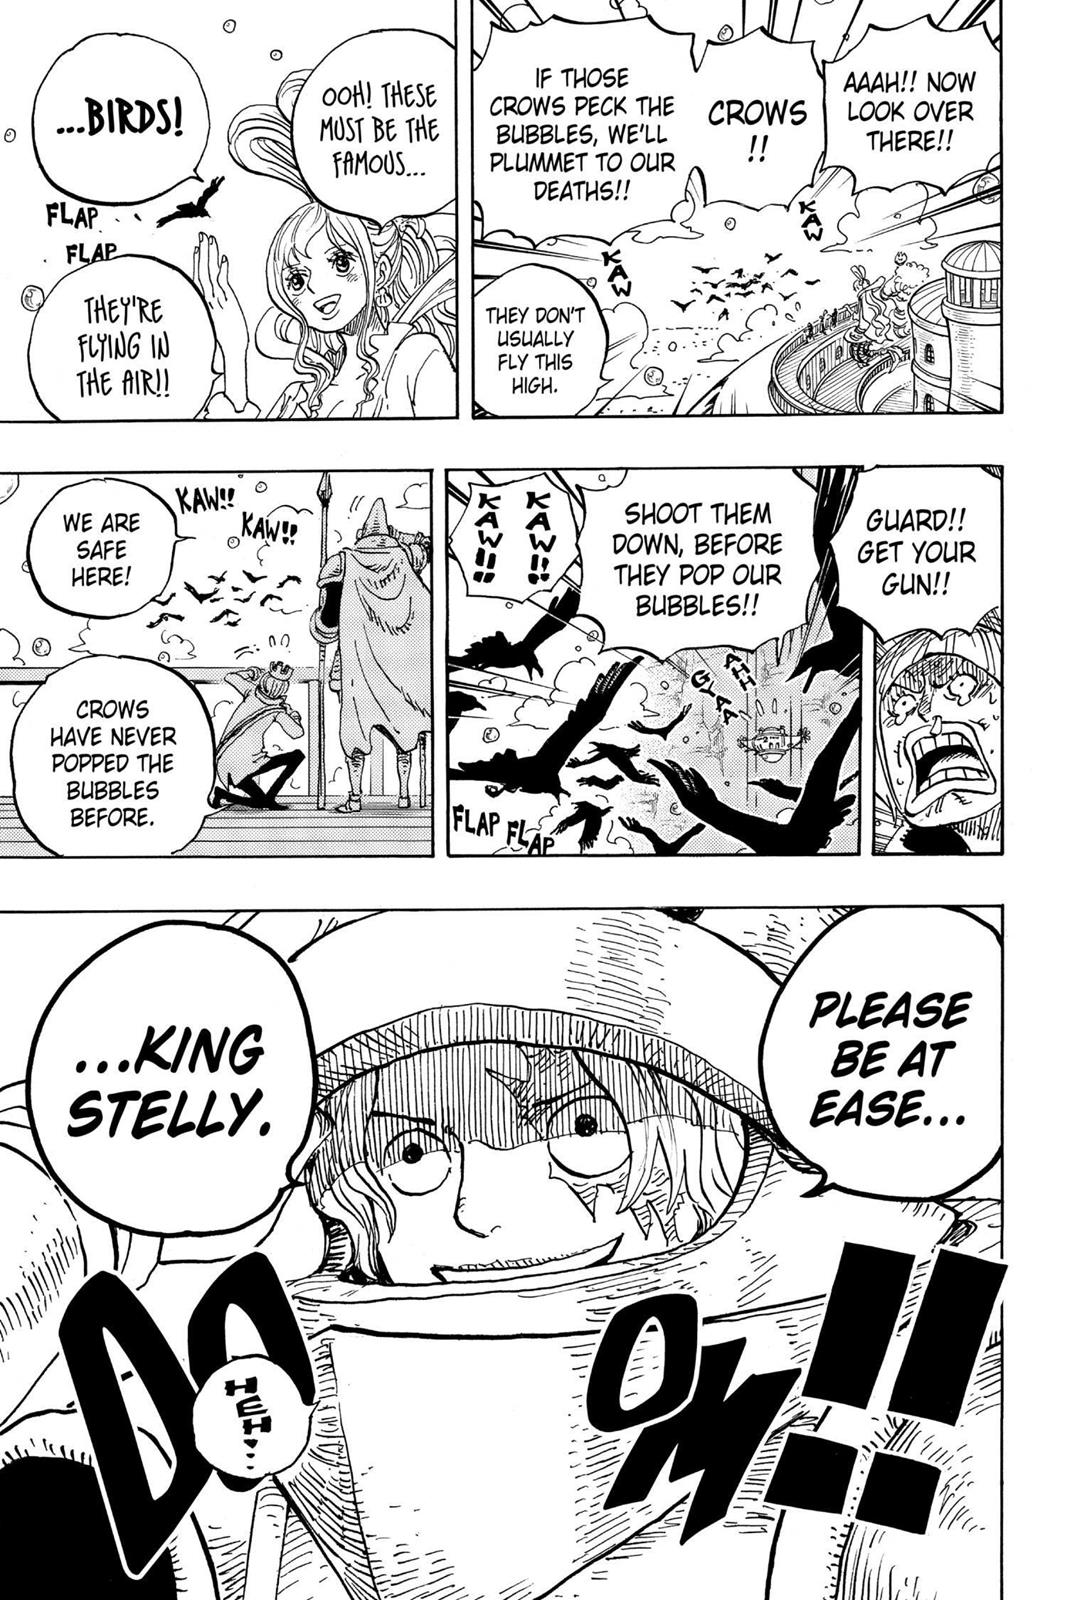 AAAH!! NOW
LOOK OVER
THERE!!
CROWS
!!
IF THOSE
CROWS PECK THE
BUBBLES, WE'LL
PLUMMET TO OUR
DEATHS!!
KAW
KAW
THEY DON'T
USUALLY
FLY THIS
HIGH.
OOH! THESE
MUST BE THE
FAMOUS...
...BIRDS!
FLAP
FLAP
THEY'RE
FLYING IN
THE AIR!!
GUARD!!
GET YOUR
GUN!!
SHOOT THEM
DOWN, BEFORE
THEY POP OUR
BUBBLES!!
KAW!!
KAW!!
GYAA
AHH
FLAP
FLAP
WE ARE
SAFE
HERE!
KAW!!
KAW!!
CROWS
HAVE NEVER
POPPED THE
BUBBLES
BEFORE.
PLEASE
BE AT
EASE...
...KING
STELLY.
HEH...
DOOM!!